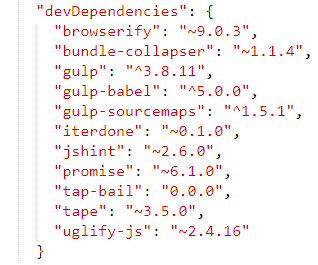 "devDependencies": {
"browserify": "~9.0.3",
"bundle-collapser": "~1.1.4",
"gulp": "^3.8.11",
"gulp-babel": "^5.0.0",
"gulp-sourcemaps": "^1.5.1",
"iterdone": "~0.1.0",
"jshint": "~2.6.0",
"promise": "~6.1.0",
"tap-bail": "0.0.0",
"tape": "~3.5.0",
"uglify-js": "~2.4.16"
}